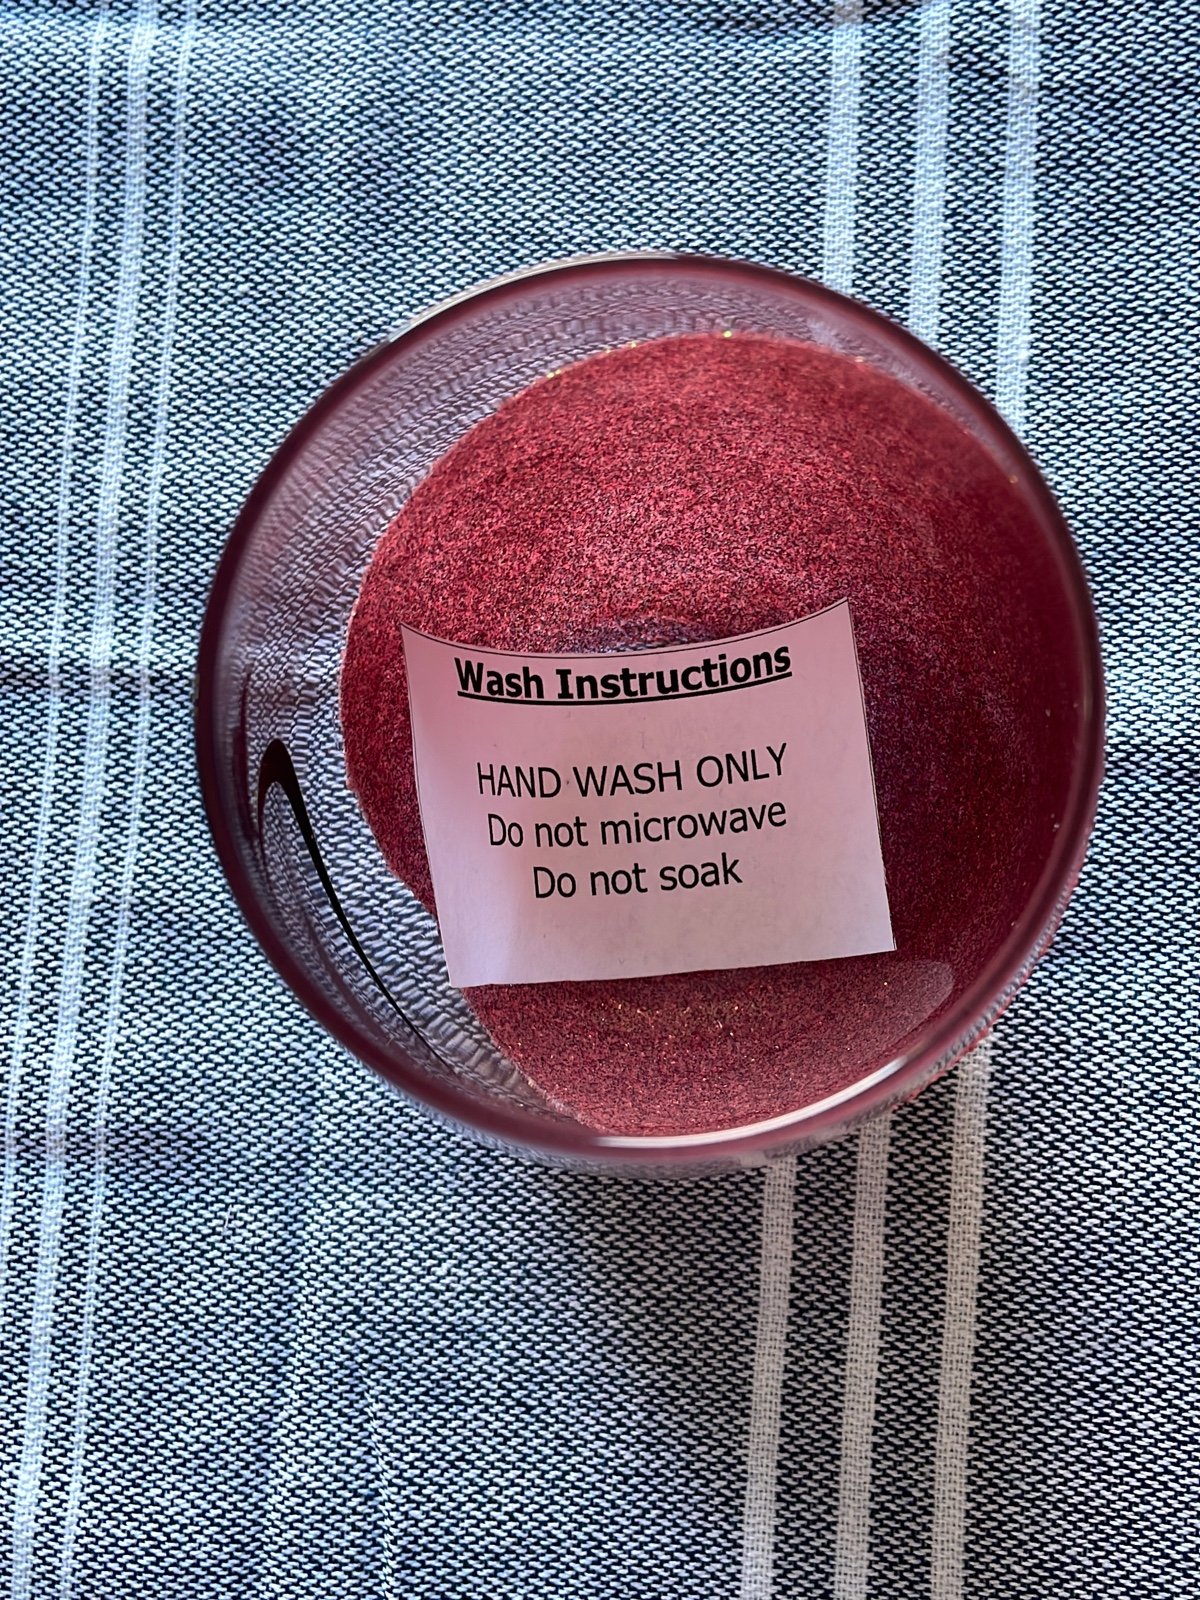 Wash Instructions
HAND WASH ONLY
Do not microwave
Do not soak